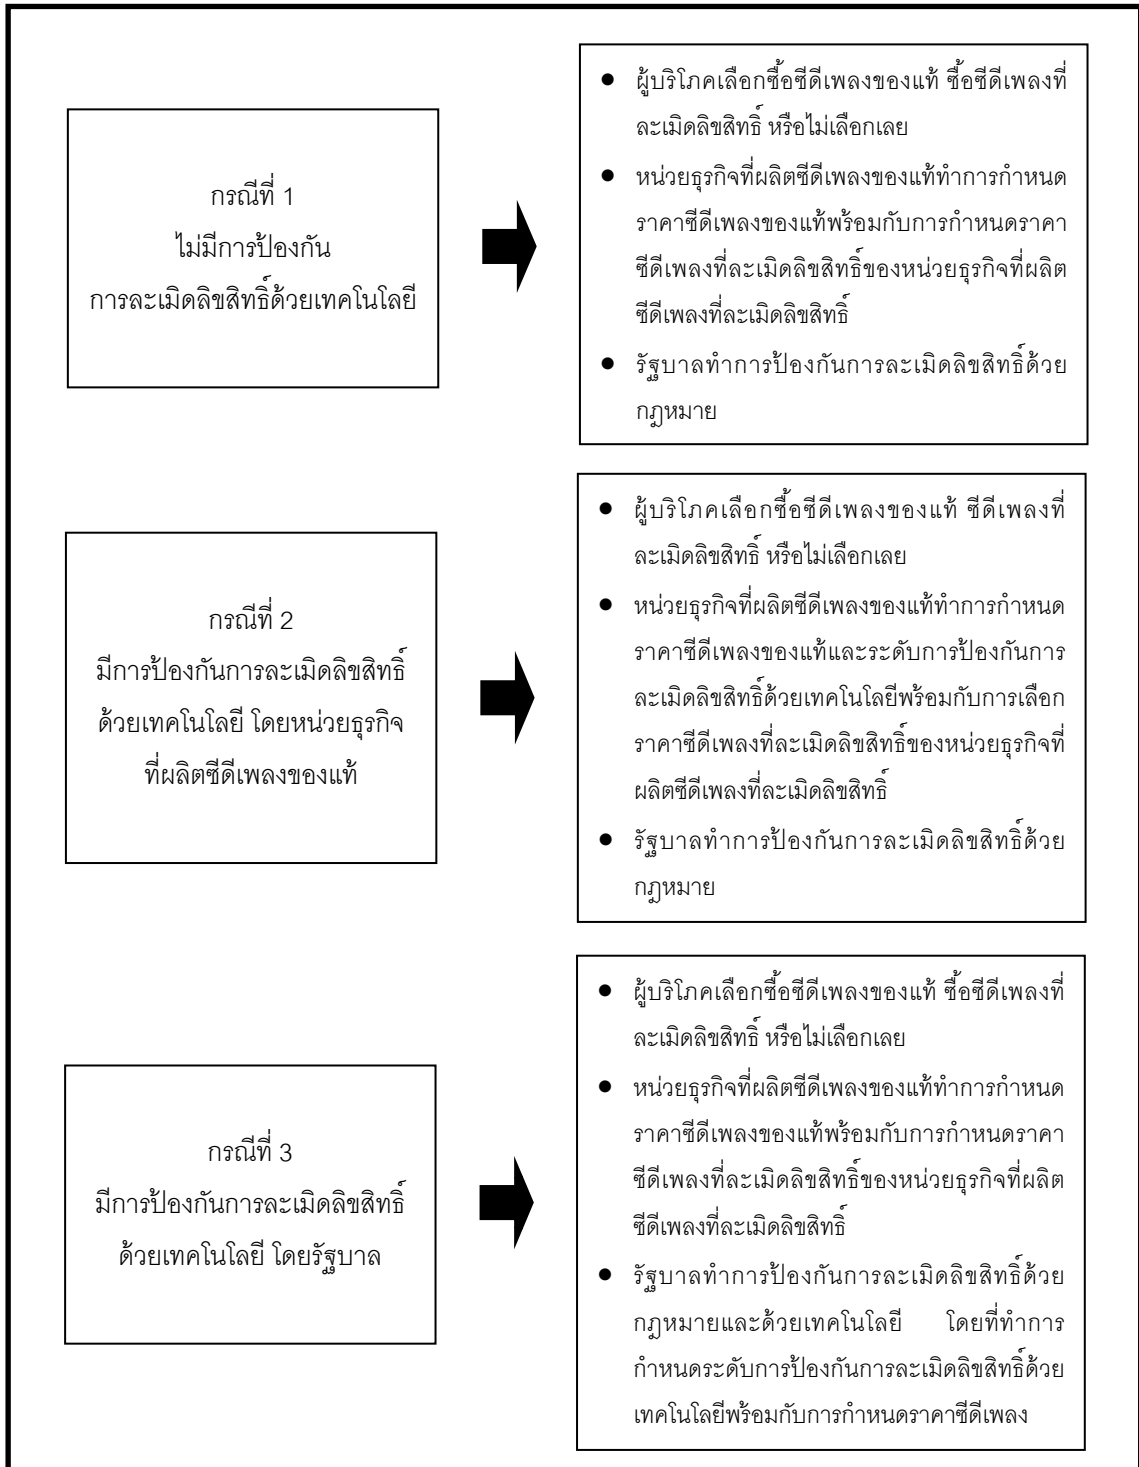 กรณีที่ 1
ไม่มีการป้องกัน
การละเมิดลิขสิทธิ์ด้วยเทคโนโลยี
● ผู้บริโภคเลือกซื้อซีดีเพลงของแท้ ซื้อซีดีเพลงที่
ละเมิดลิขสิทธิ์ หรือไม่เลือกเลย
● หน่วยธุรกิจที่ผลิตซีดีเพลงของแท้ทำการกำหนด
ราคาซีดีเพลงของแท้พร้อมกับการกำหนดราคา
ซีดีเพลงที่ละเมิดลิขสิทธิ์ของหน่วยธุรกิจที่ผลิต
ซีดีเพลงที่ละเมิดลิขสิทธิ์
● รัฐบาลทำการป้องกันการละเมิดลิขสิทธิ์ด้วย
กฎหมาย
กรณีที่ 2
มีการป้องกันการละเมิดลิขสิทธิ์
ด้วยเทคโนโลยี โดยหน่วยธุรกิจ
ที่ผลิตซีดีเพลงของแท้
● ผู้บริโภคเลือกซื้อซีดีเพลงของแท้ ซีดีเพลงที่
ละเมิดลิขสิทธิ์ หรือไม่เลือกเลย
● หน่วยธุรกิจที่ผลิตซีดีเพลงของแท้ทำการกำหนด
ราคาซีดีเพลงของแท้และระดับการป้องกันการ
ละเมิดลิขสิทธิ์ด้วยเทคโนโลยีพร้อมกับการเลือก
ราคาซีดีเพลงที่ละเมิดลิขสิทธิ์ของหน่วยธุรกิจที่
ผลิตซีดีเพลงที่ละเมิดลิขสิทธิ์
● รัฐบาลทำการป้องกันการละเมิดลิขสิทธิ์ด้วย
กฎหมาย
กรณีที่ 3
มีการป้องกันการละเมิดลิขสิทธิ์
ด้วยเทคโนโลยี โดยรัฐบาล
● ผู้บริโภคเลือกซื้อซีดีเพลงของแท้ ซื้อซีดีเพลงที่
ละเมิดลิขสิทธิ์ หรือไม่เลือกเลย
● หน่วยธุรกิจที่ผลิตซีดีเพลงของแท้ทำการกำหนด
ราคาซีดีเพลงของแท้พร้อมกับการกำหนดราคา
ซีดีเพลงที่ละเมิดลิขสิทธิ์ของหน่วยธุรกิจที่ผลิต
ซีดีเพลงที่ละเมิดลิขสิทธิ์
● รัฐบาลทำการป้องกันการละเมิดลิขสิทธิ์ด้วย
กฎหมายและด้วยเทคโนโลยี โดยที่ทำการ
กำหนดระดับการป้องกันการละเมิดลิขสิทธิ์ด้วย
เทคโนโลยีพร้อมกับการกำหนดราคาซีดีเพลง